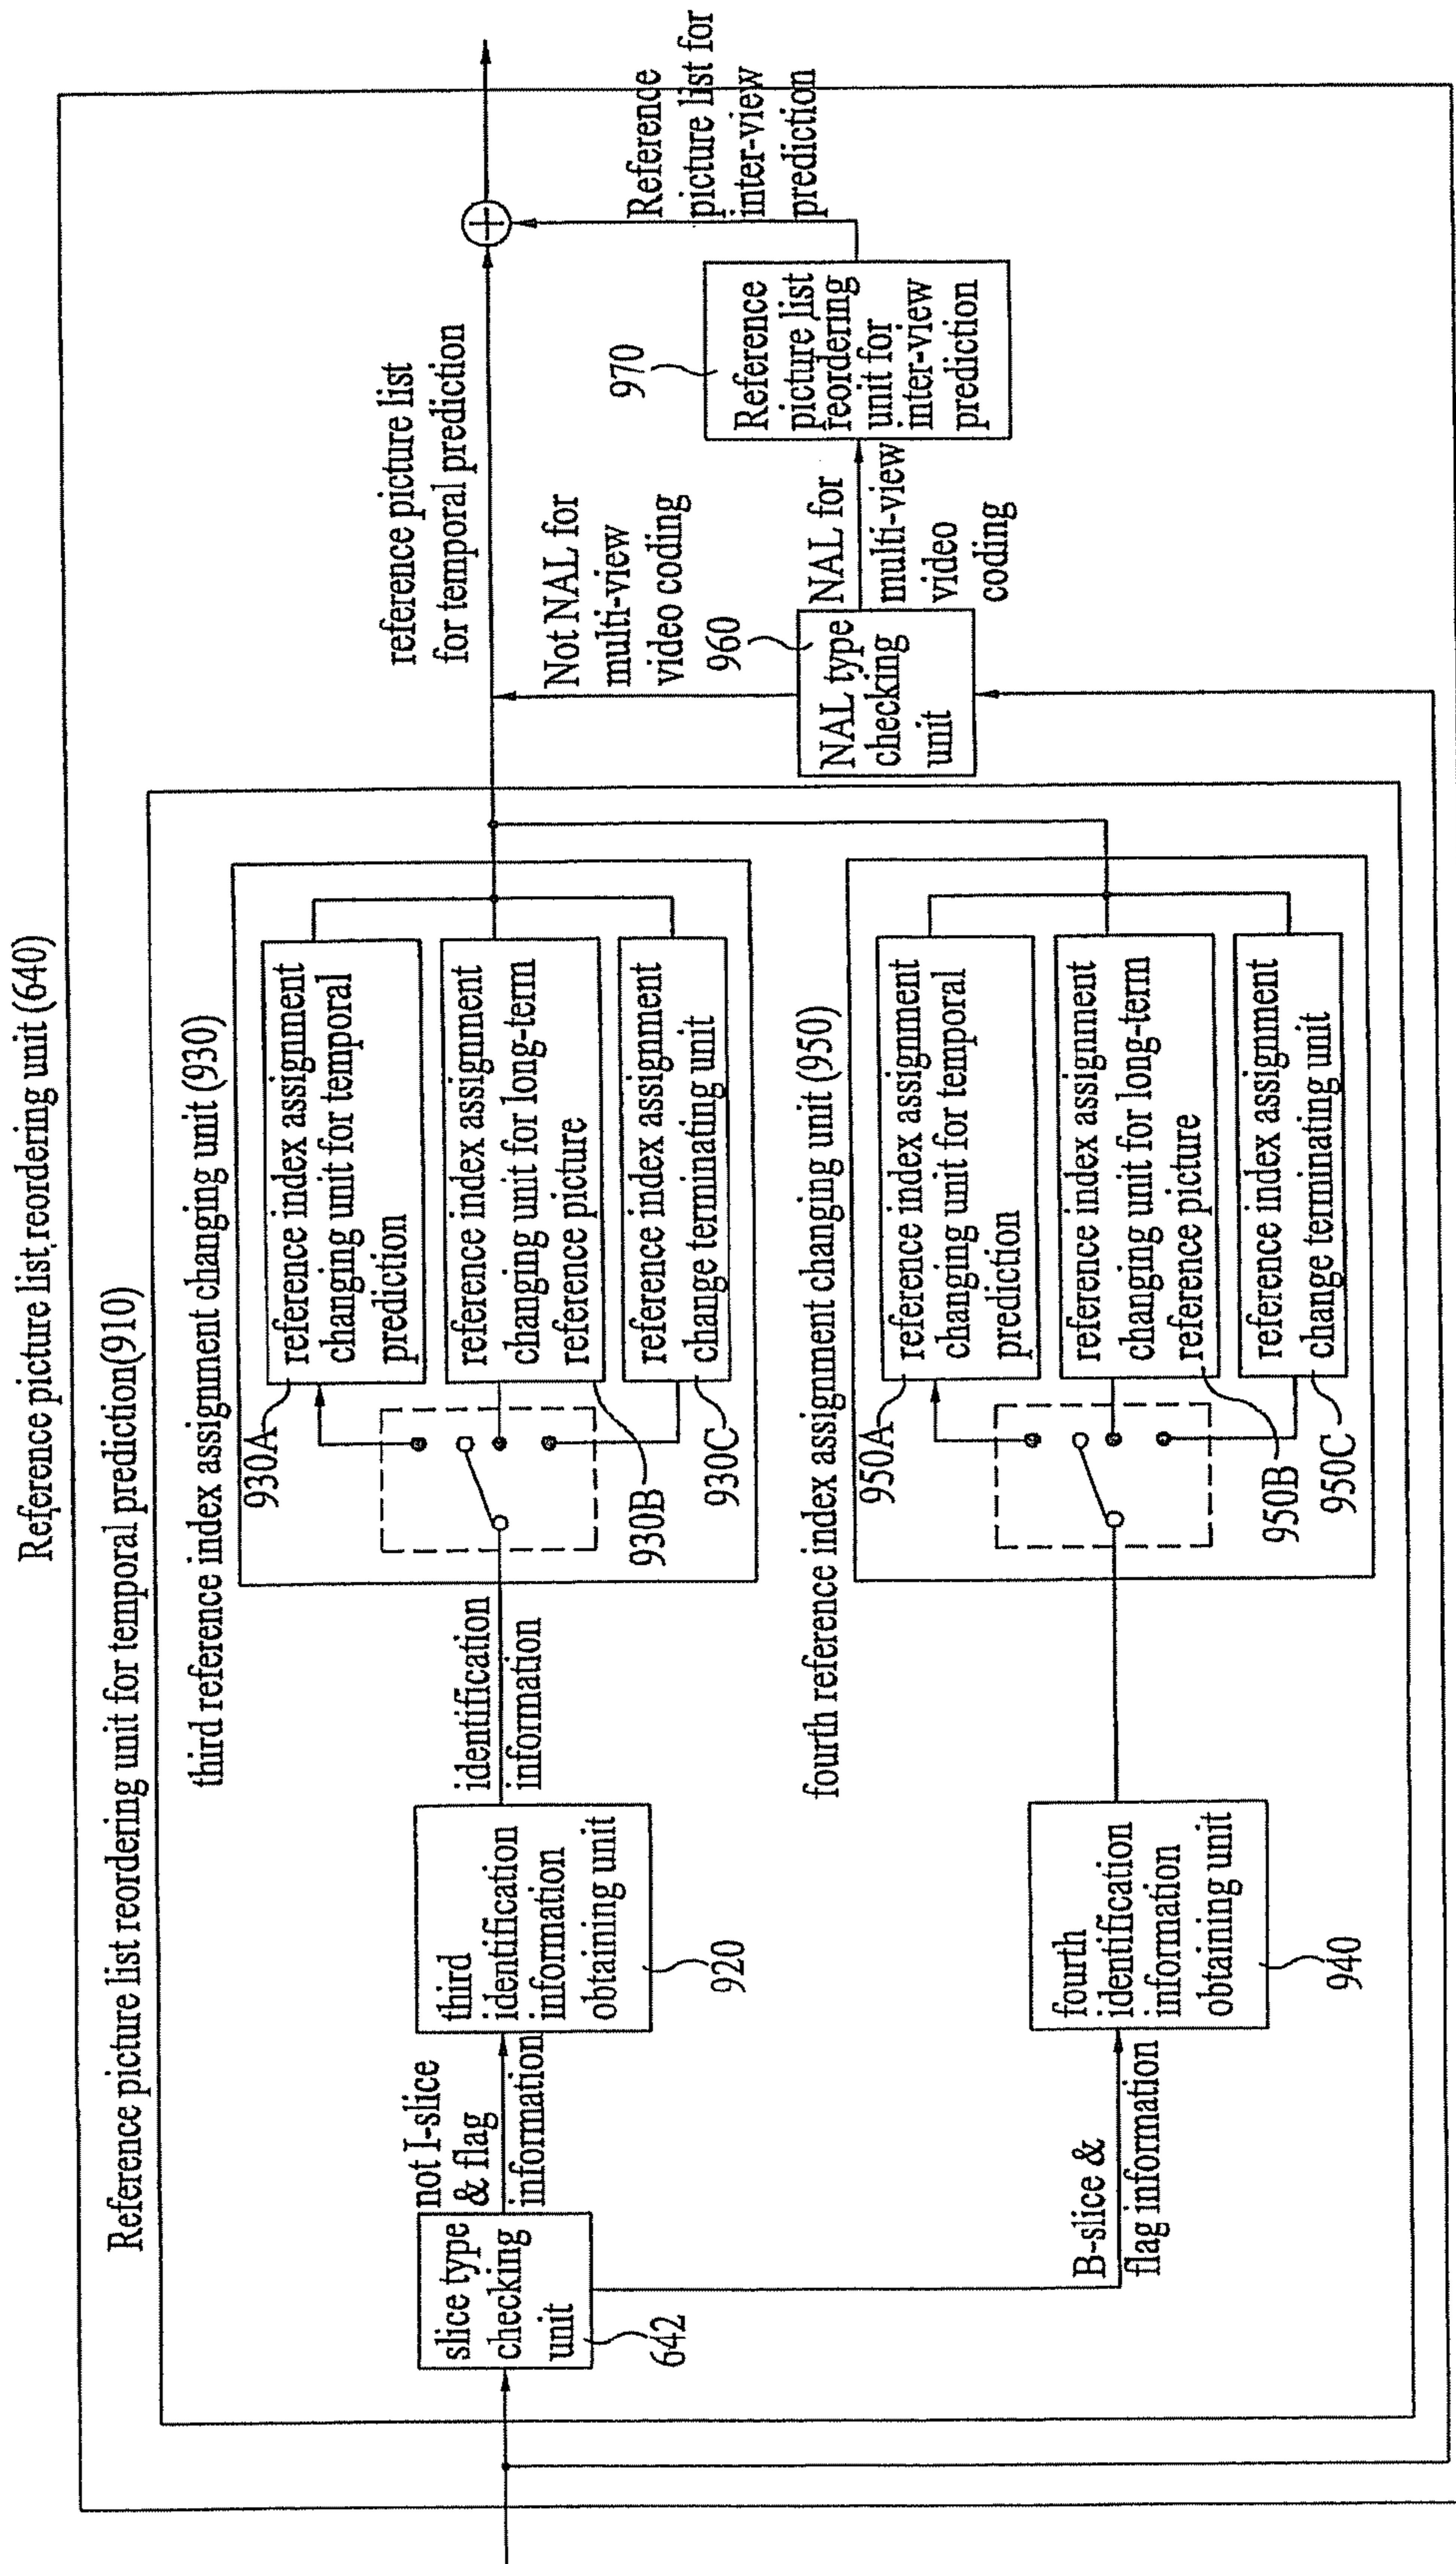 Reference picture list reordering unit (640)
Reference picture list reordering unit for temporal prediction(910)
third reference index assignment changing unit (930)
slice type
checking
unit
642
not I-slice
& flag
information
third
identification
information
obtaining unit
920
identification
information
930A
reference index assignment
changing unit for temporal
prediction
930B
reference index assignment
changing unit for long-term
reference picture
930C
reference index assignment
change terminating unit
B-slice &
flag information
fourth
identification
information
obtaining unit
940
fourth reference index assignment changing unit (950)
950A
reference index assignment
changing unit for temporal
prediction
950B
reference index assignment
changing unit for long-term
reference picture
950C
reference index assignment
change terminating unit
reference picture list
for temporal prediction
Not NAL for
multi-view
video coding
960
NAL type
checking
unit
NAL for
multi-view
video
coding
970
Reference
picture list
reordering
unit for
inter-view
prediction
Reference
picture list for
inter-view
prediction